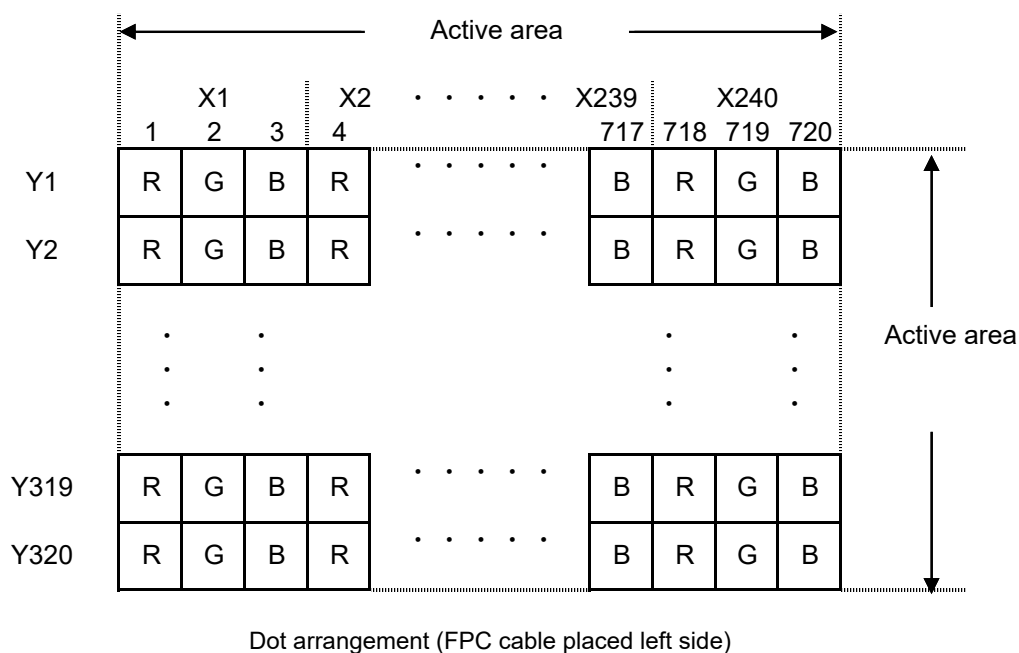 Active area
X1 X2 · · · · · X239 X240
1 2 3 4 717 718 719 720
Y1 R G B R · · · · · B R G B
Y2 R G B R · · · · · B R G B
· · · ·
· · · · Active area
· · · ·
Y319 R G B R · · · · · B R G B
Y320 R G B R · · · · · B R G B
Dot arrangement (FPC cable placed left side)